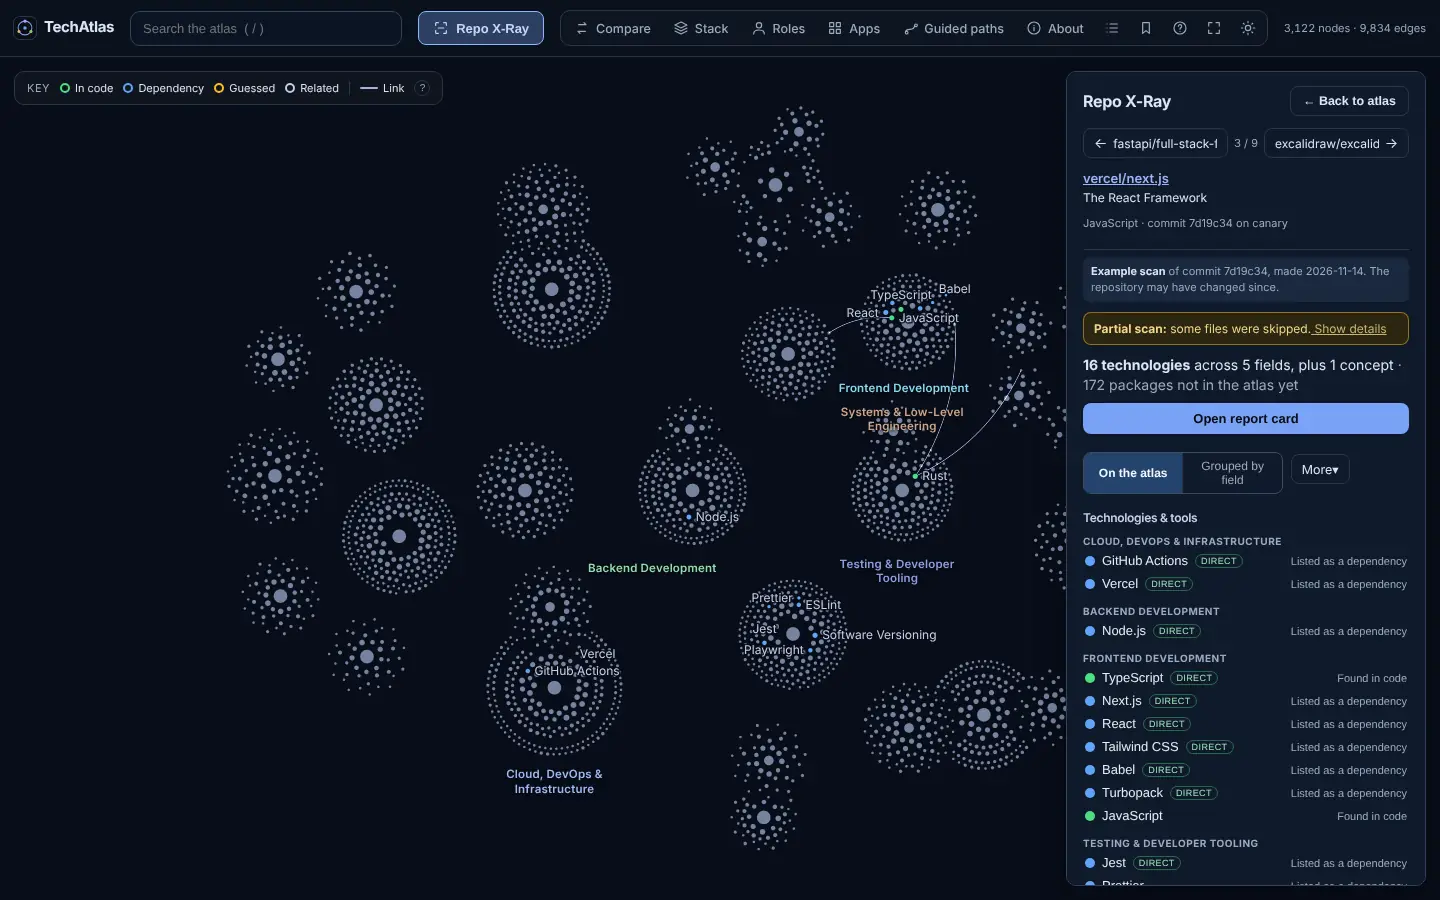 TechAtlas
Search the atlas ( / )
Repo X-Ray
Compare
Stack
Roles
Apps
Guided paths
About
3,122 nodes · 9,834 edges
KEY
In code
Dependency
Guessed
Related
Link
?
TypeScript
Babel
React
JavaScript
Frontend Development
Systems & Low-Level
Engineering
Rust
Node.js
Backend Development
Testing & Developer
Tooling
Prettier
ESLint
Jest
Software Versioning
Playwright
Vercel
GitHub Actions
Cloud, DevOps &
Infrastructure
Repo X-Ray
← Back to atlas
← fastapi/full-stack-f
3 / 9
excalidraw/excalid →
vercel/next.js
The React Framework
JavaScript · commit 7d19c34 on canary
Example scan of commit 7d19c34, made 2026-11-14. The
repository may have changed since.
Partial scan: some files were skipped. Show details
16 technologies across 5 fields, plus 1 concept ·
172 packages not in the atlas yet
Open report card
On the atlas
Grouped by
field
More▾
Technologies & tools
CLOUD, DEVOPS & INFRASTRUCTURE
GitHub Actions DIRECT Listed as a dependency
Vercel DIRECT Listed as a dependency
BACKEND DEVELOPMENT
Node.js DIRECT Listed as a dependency
FRONTEND DEVELOPMENT
TypeScript DIRECT Found in code
Next.js DIRECT Listed as a dependency
React DIRECT Listed as a dependency
Tailwind CSS DIRECT Listed as a dependency
Babel DIRECT Listed as a dependency
Turbopack DIRECT Listed as a dependency
JavaScript Found in code
TESTING & DEVELOPER TOOLING
Jest DIRECT Listed as a dependency
Prettier Listed as a dependency